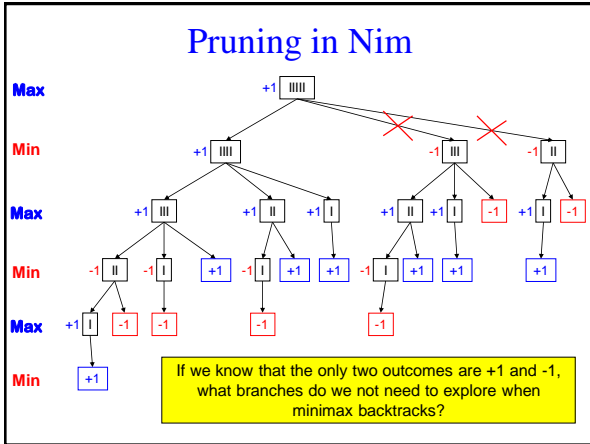 Pruning in Nim
Max +1 IIIII
Min +1 IIII -1 III -1 II
Max +1 III +1 II +1 I +1 II +1 I -1 +1 I -1
Min -1 II -1 I +1 -1 I +1 +1 -1 I +1 +1 +1
Max +1 I -1 -1 -1 -1
Min +1
If we know that the only two outcomes are +1 and -1,
what branches do we not need to explore when
minimax backtracks?